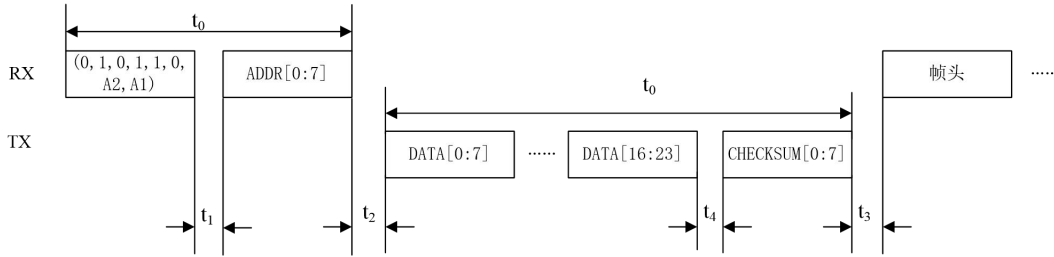 t0
RX
(0,1,0,1,1,0,
A2,A1)
ADDR[0:7]
帧头
·····
t0
TX
DATA[0:7]
······
DATA[16:23]
CHECKSUM[0:7]
t1
t2
t4
t3